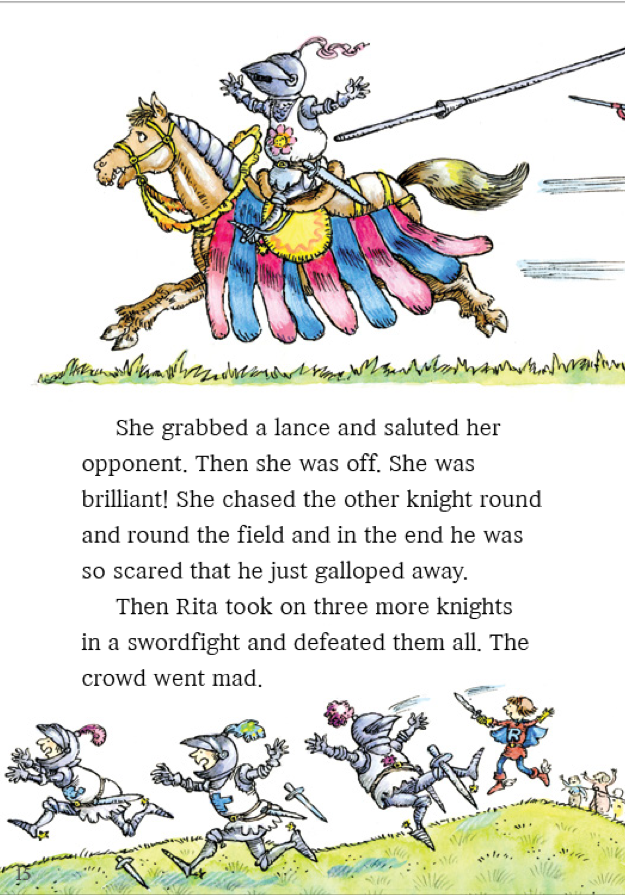 She grabbed a lance and saluted her
opponent. Then she was off. She was
brilliant! She chased the other knight round
and round the field and in the end he was
so scared that he just galloped away.
Then Rita took on three more knights
in a swordfight and defeated them all. The
crowd went mad.
R
15